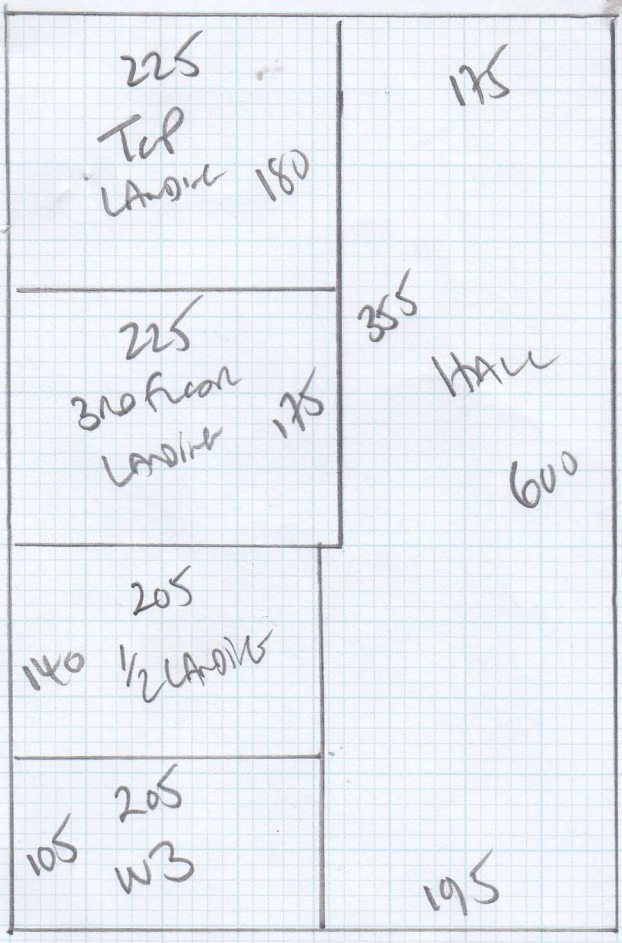 225
TOP
LANDING 180
175
225
3RD FLOOR
LANDING 175
355
HALL
600
205
140 1/2 LANDING
205
105 W3
195